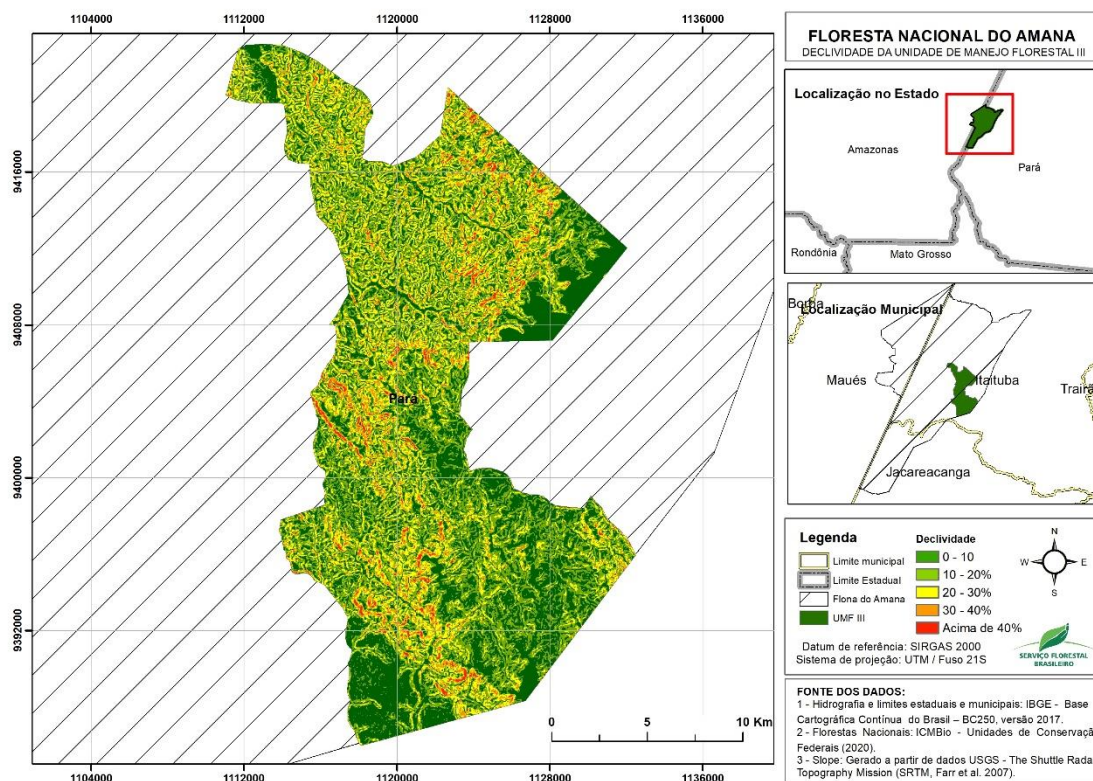 1104000
1112000
1120000
1128000
1136000
9416000
9408000
9400000
9392000
Pará
1104000
1112000
1120000
1128000
1136000
0 5 10 Km
FLORESTA NACIONAL DO AMANA
DECLIVIDADE DA UNIDADE DE MANEJO FLORESTAL III
Localização no Estado
Amazonas
Pará
Rondônia
Mato Grosso
Borba
Localização Municipal
Maués
Itaituba
Trairã
Jacareacanga
Legenda
Limite municipal
Limite Estadual
Flona do Amana
UMF III
Declividade
0 - 10
10 - 20%
20 - 30%
30 - 40%
Acima de 40%
N
W
E
S
Datum de referência: SIRGAS 2000
Sistema de projeção: UTM / Fuso 21S
SERVIÇO FLORESTAL
BRASILEIRO
FONTE DOS DADOS:
1 - Hidrografia e limites estaduais e municipais: IBGE - Base
Cartográfica Contínua do Brasil – BC250, versão 2017.
2 - Florestas Nacionais: ICMBio - Unidades de Conservaçã
Federais (2020).
3 - Slope: Gerado a partir de dados USGS - The Shuttle Rada
Topography Mission (SRTM, Farr et al. 2007).